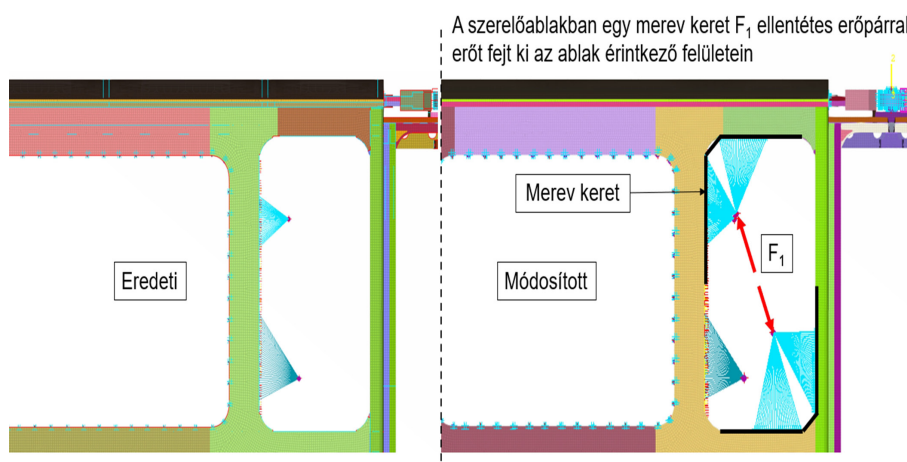 A szerelőablakban egy merev keret F₁ ellentétes erőpárral
erőt fejt ki az ablak érintkező felületein
Merev keret
F₁
Eredeti
Módosított